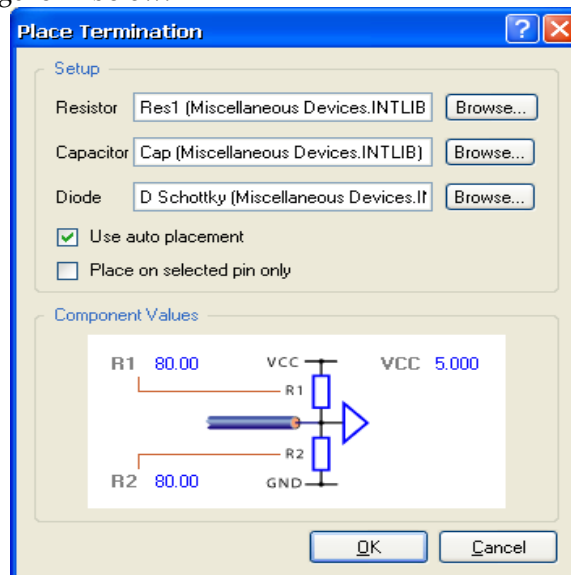 Place Termination
Setup
Resistor Res1 (Miscellaneous Devices.INTLIB Browse...
Capacitor Cap (Miscellaneous Devices.INTLIB) Browse...
Diode D Schottky (Miscellaneous Devices.I Browse...
Use auto placement
Place on selected pin only
Component Values
R1 80.00 VCC VCC 5.000
R1
R2
R2 80.00 GND
OK Cancel